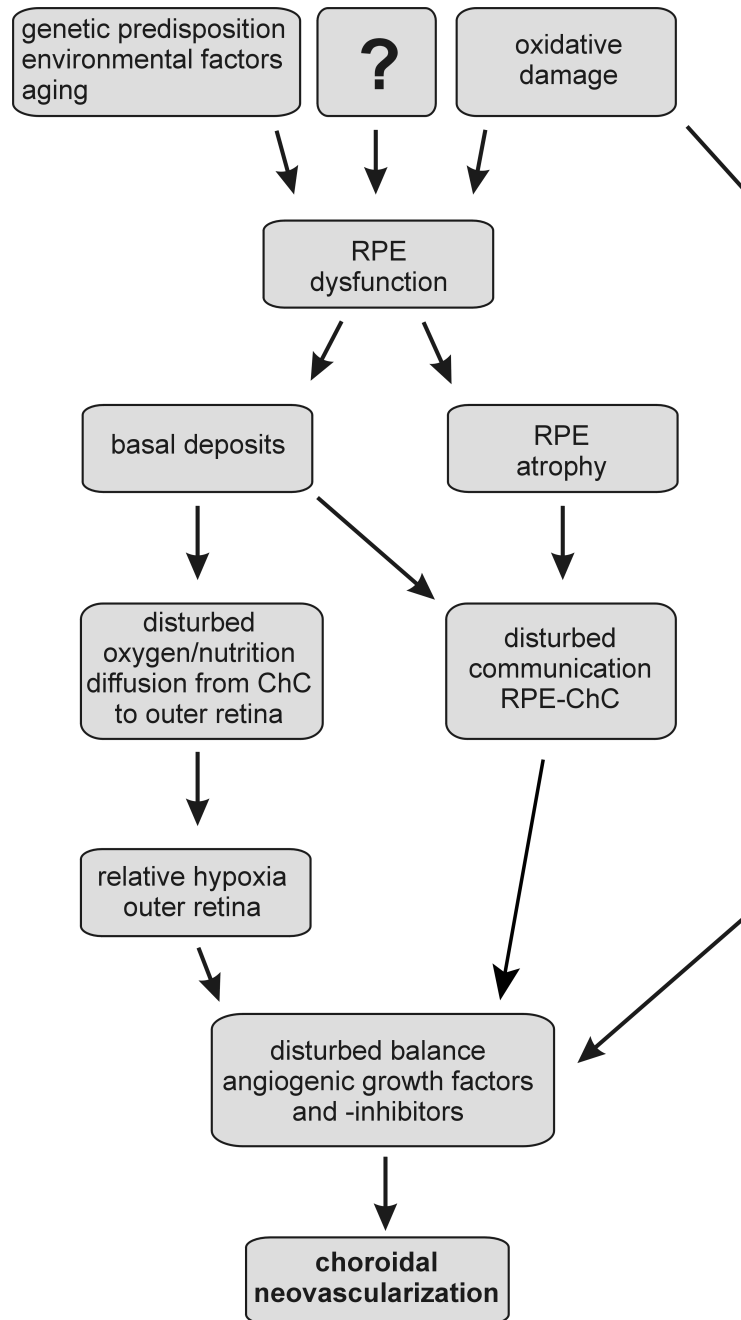 genetic predisposition
environmental factors
aging
?
oxidative
damage
RPE
dysfunction
basal deposits
RPE
atrophy
disturbed
oxygen/nutrition
diffusion from ChC
to outer retina
disturbed
communication
RPE-ChC
relative hypoxia
outer retina
disturbed balance
angiogenic growth factors
and -inhibitors
choroidal
neovascularization